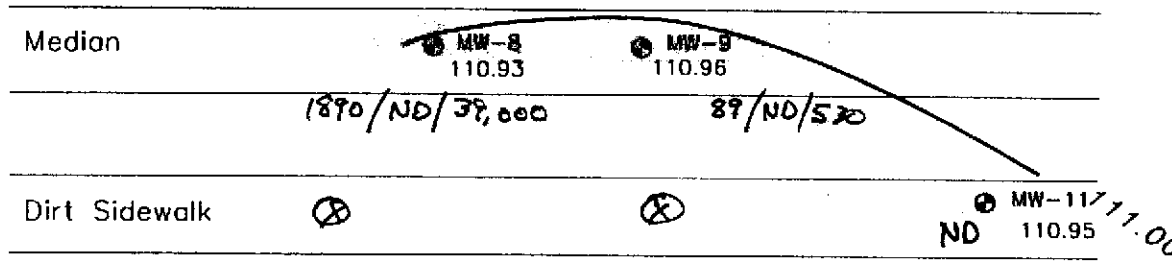 Median
MW-8
110.93
MW-9
110.96
1890/ND/39,000
89/ND/530
Dirt Sidewalk
MW-11
110.95
ND
111.00